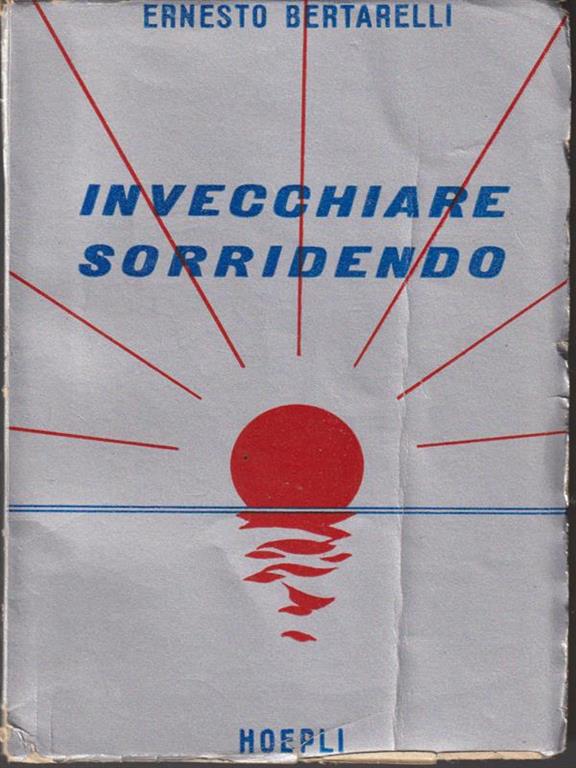 ERNESTO BERTARELLI
INVECCHIARE
SORRIDENDO
HOEPLI